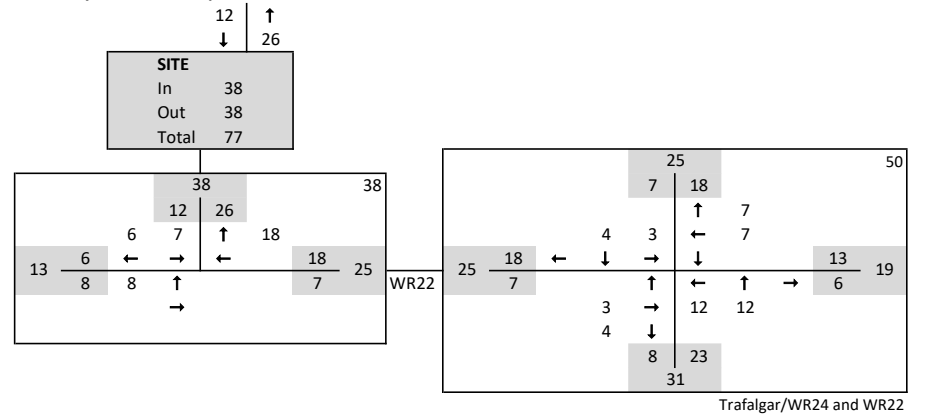 12 ↑
↓ 26
SITE
In 38
Out 38
Total 77
38 38
12 26
6 7 ↑ 18
6 ← → ← 18
13 25
8 8 ↑ 7
→
WR22
25 50
7 18
↑ 7
4 3 ← 7
18 ← ↓ → ↓ 13
25 19
7 ↑ ← ↑ → 6
3 → 12 12
4 ↓
8 23
31
Trafalgar/WR24 and WR22